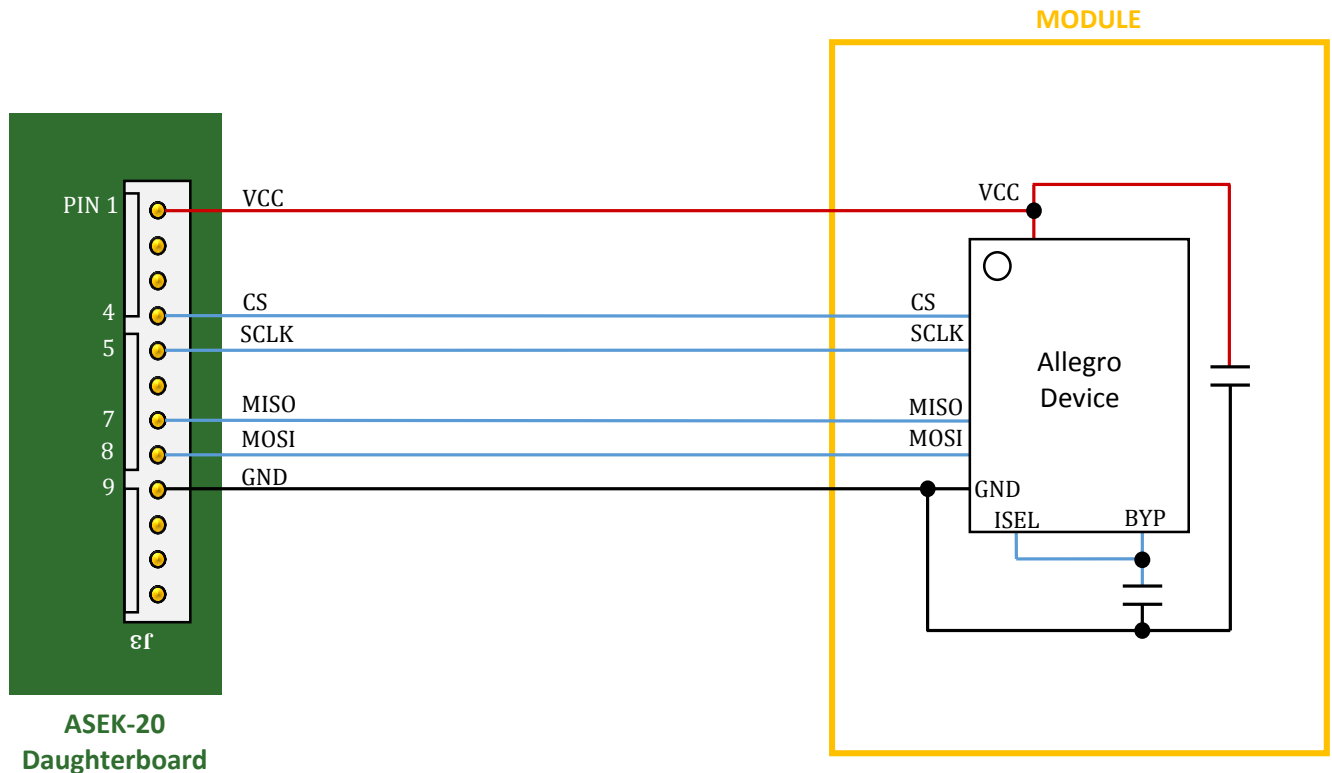 MODULE
PIN 1
VCC
VCC
4
CS
CS
5
SCLK
SCLK
Allegro
Device
7
MISO
MISO
8
MOSI
MOSI
9
GND
GND
ISEL
BYP
J3
ASEK-20
Daughterboard